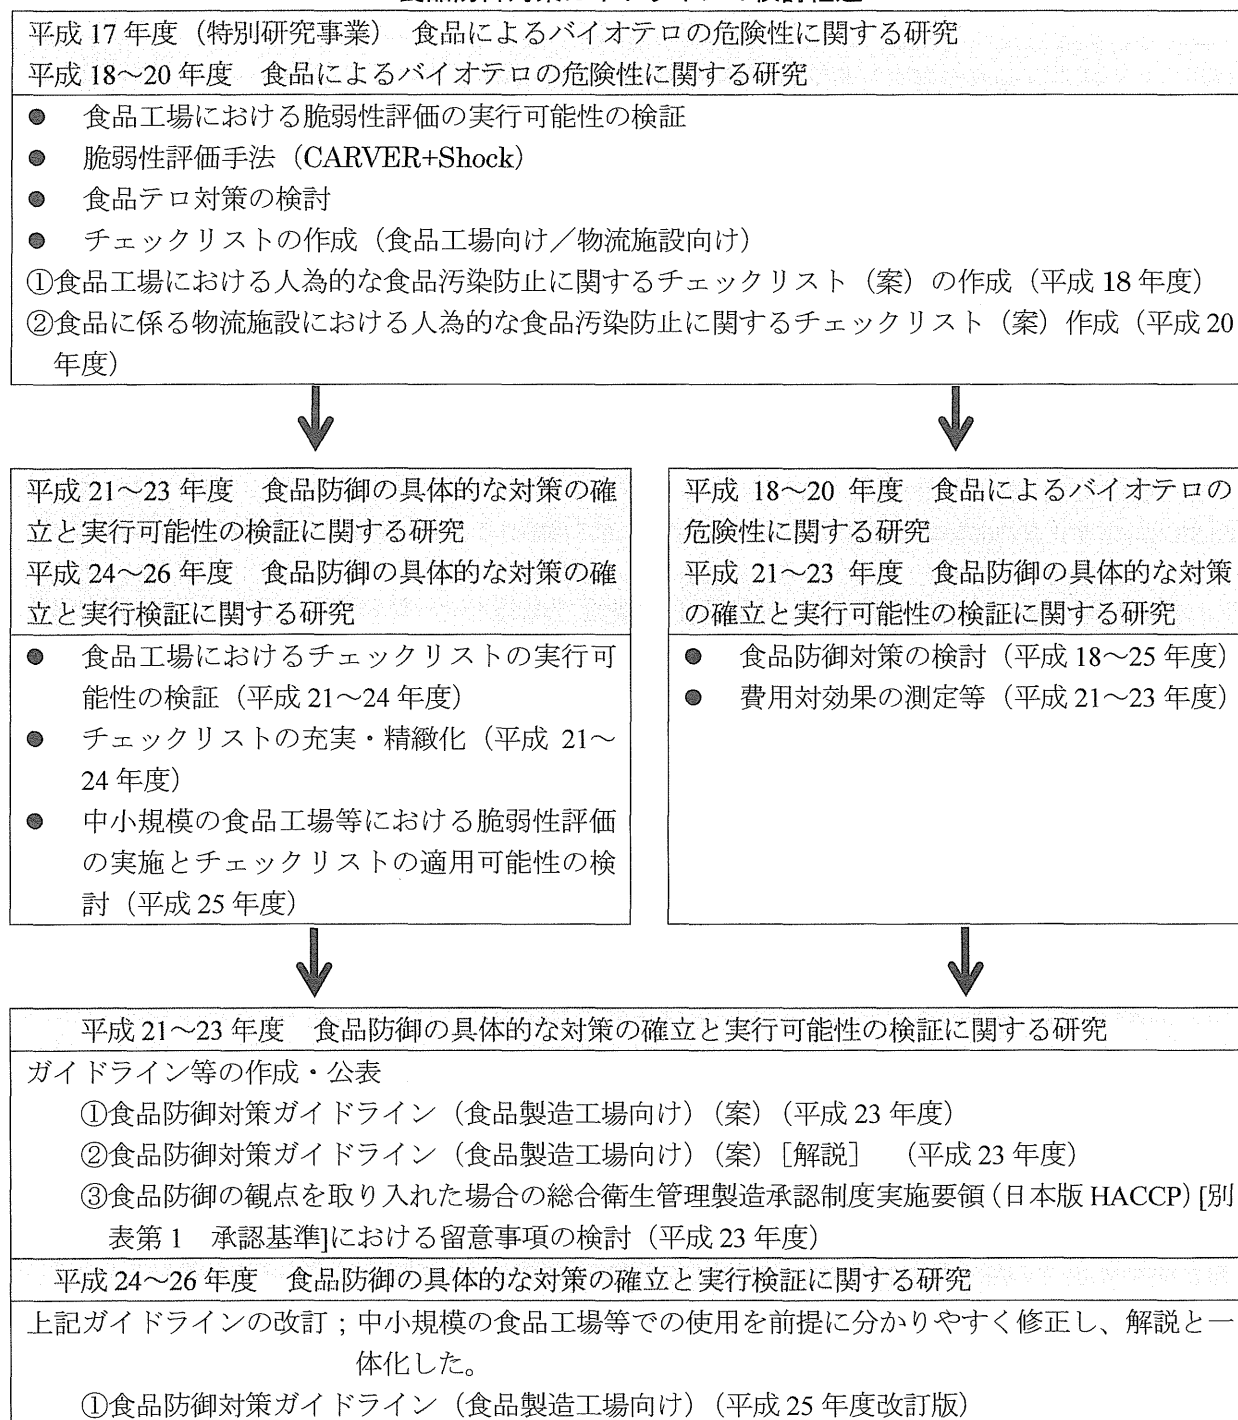 平成 17 年度（特別研究事業）　食品によるバイオテロの危険性に関する研究
平成 18～20 年度　食品によるバイオテロの危険性に関する研究
● 食品工場における脆弱性評価の実行可能性の検証
● 脆弱性評価手法（CARVER+Shock）
● 食品テロ対策の検討
● チェックリストの作成（食品工場向け／物流施設向け）
①食品工場における人為的な食品汚染防止に関するチェックリスト（案）の作成（平成 18 年度）
②食品に係る物流施設における人為的な食品汚染防止に関するチェックリスト（案）作成（平成 20
年度）
平成 21～23 年度　食品防御の具体的な対策の確
立と実行可能性の検証に関する研究
平成 24～26 年度　食品防御の具体的な対策の確
立と実行検証に関する研究
● 食品工場におけるチェックリストの実行可
能性の検証（平成 21～24 年度）
● チェックリストの充実・精緻化（平成 21～
24 年度）
● 中小規模の食品工場等における脆弱性評価
の実施とチェックリストの適用可能性の検
討（平成 25 年度）
平成 18～20 年度　食品によるバイオテロの
危険性に関する研究
平成 21～23 年度　食品防御の具体的な対策
の確立と実行可能性の検証に関する研究
● 食品防御対策の検討（平成 18～25 年度）
● 費用対効果の測定等（平成 21～23 年度）
平成 21～23 年度　食品防御の具体的な対策の確立と実行可能性の検証に関する研究
ガイドライン等の作成・公表
①食品防御対策ガイドライン（食品製造工場向け）（案）（平成 23 年度）
②食品防御対策ガイドライン（食品製造工場向け）（案）［解説］　（平成 23 年度）
③食品防御の観点を取り入れた場合の総合衛生管理製造承認制度実施要領（日本版 HACCP）[別
表第 1　承認基準]における留意事項の検討（平成 23 年度）
平成 24～26 年度　食品防御の具体的な対策の確立と実行検証に関する研究
上記ガイドラインの改訂；中小規模の食品工場等での使用を前提に分かりやすく修正し、解説と一
体化した。
①食品防御対策ガイドライン（食品製造工場向け）（平成 25 年度改訂版）